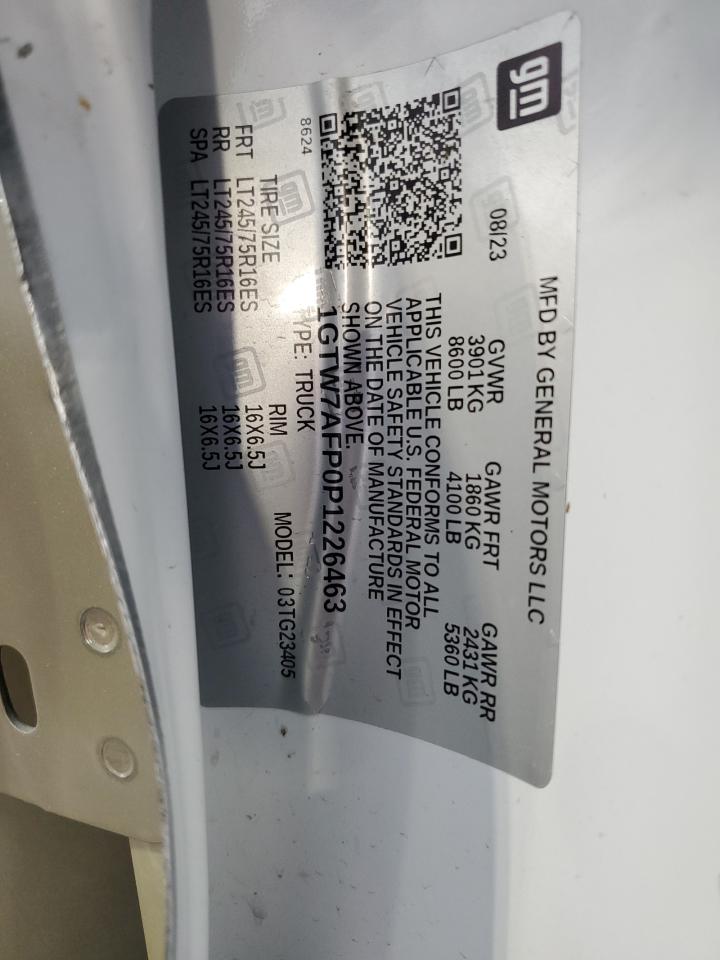 gm
MFD BY GENERAL MOTORS LLC
08/23 GVWR GAWR FRT GAWR RR
3901 KG 1860 KG 2431 KG
8600 LB 4100 LB 5360 LB
THIS VEHICLE CONFORMS TO ALL
APPLICABLE U.S. FEDERAL MOTOR
VEHICLE SAFETY STANDARDS IN EFFECT
ON THE DATE OF MANUFACTURE
SHOWN ABOVE.
1GTW7AFP0P1226463
8624 TYPE: TRUCK MODEL: 03TG23405
TIRE SIZE RIM
FRT LT245/75R16ES 16X6.5J
RR LT245/75R16ES 16X6.5J
SPA LT245/75R16ES 16X6.5J